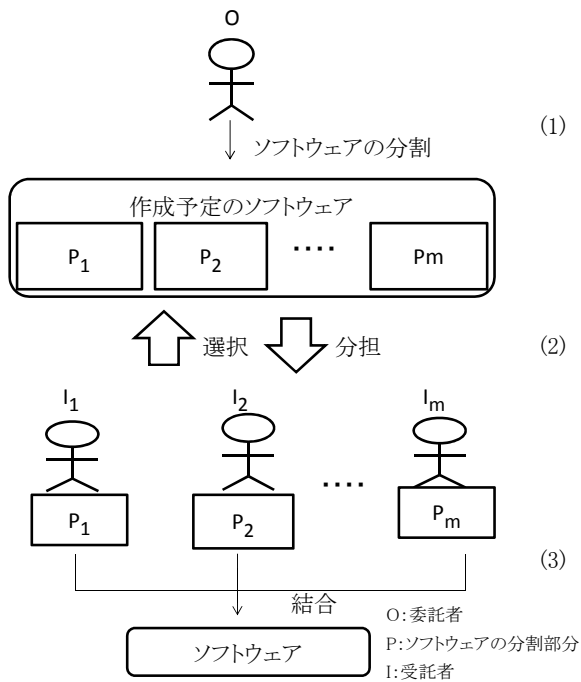 O
(1)
ソフトウェアの分割
作成予定のソフトウェア
P1 P2 ‥‥ Pm
選択 分担 (2)
I1 I2 Im
‥‥
P1 P2 Pm
(3)
結合
ソフトウェア
O:委託者
P:ソフトウェアの分割部分
I:受託者